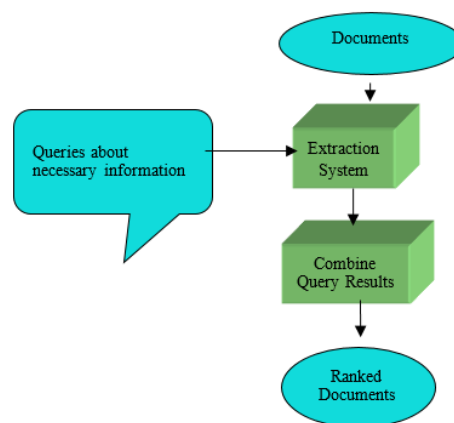 Documents
Queries about
necessary information
Extraction
System
Combine
Query Results
Ranked
Documents